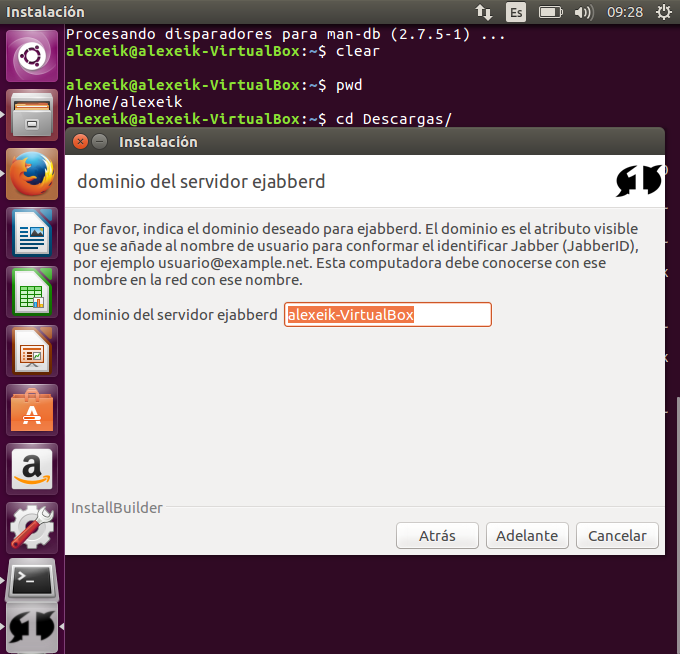 Instalación
Es
09:28
Procesando disparadores para man-db (2.7.5-1) ...
alexeik@alexeik-VirtualBox:~$ clear
alexeik@alexeik-VirtualBox:~$ pwd
/home/alexeik
alexeik@alexeik-VirtualBox:~$ cd Descargas/
Instalación
dominio del servidor ejabberd
Por favor, indica el dominio deseado para ejabberd. El dominio es el atributo visible
que se añade al nombre de usuario para conformar el identificar Jabber (JabberID),
por ejemplo usuario@example.net. Esta computadora debe conocerse con ese
nombre en la red con ese nombre.
dominio del servidor ejabberd alexeik-VirtualBox
InstallBuilder
Atrás Adelante Cancelar